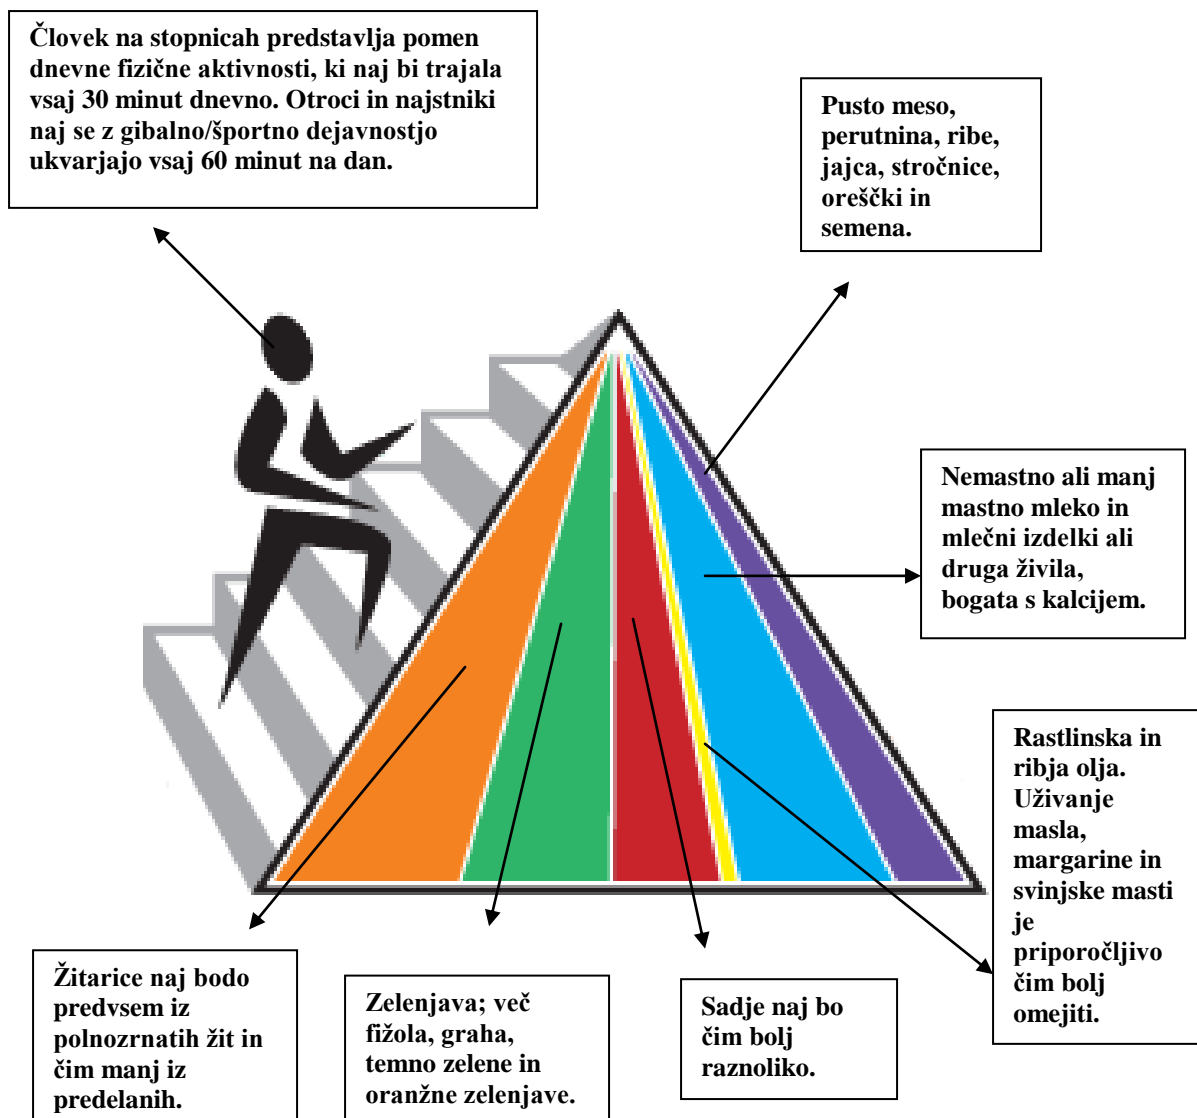 Človek na stopnicah predstavlja pomen
dnevne fizične aktivnosti, ki naj bi trajala
vsaj 30 minut dnevno. Otroci in najstniki
naj se z gibalno/športno dejavnostjo
ukvarjajo vsaj 60 minut na dan.
Pusto meso,
perutnina, ribe,
jajca, stročnice,
oreščki in
semena.
Nemastno ali manj
mastno mleko in
mlečni izdelki ali
druga živila,
bogata s kalcijem.
Rastlinska in
ribja olja.
Uživanje
masla,
margarine in
svinjske masti
je
priporočljivo
čim bolj
omejiti.
Žitarice naj bodo
predvsem iz
polnozrnatih žit in
čim manj iz
predelanih.
Zelenjava; več
fižola, graha,
temno zelene in
oranžne zelenjave.
Sadje naj bo
čim bolj
raznoliko.